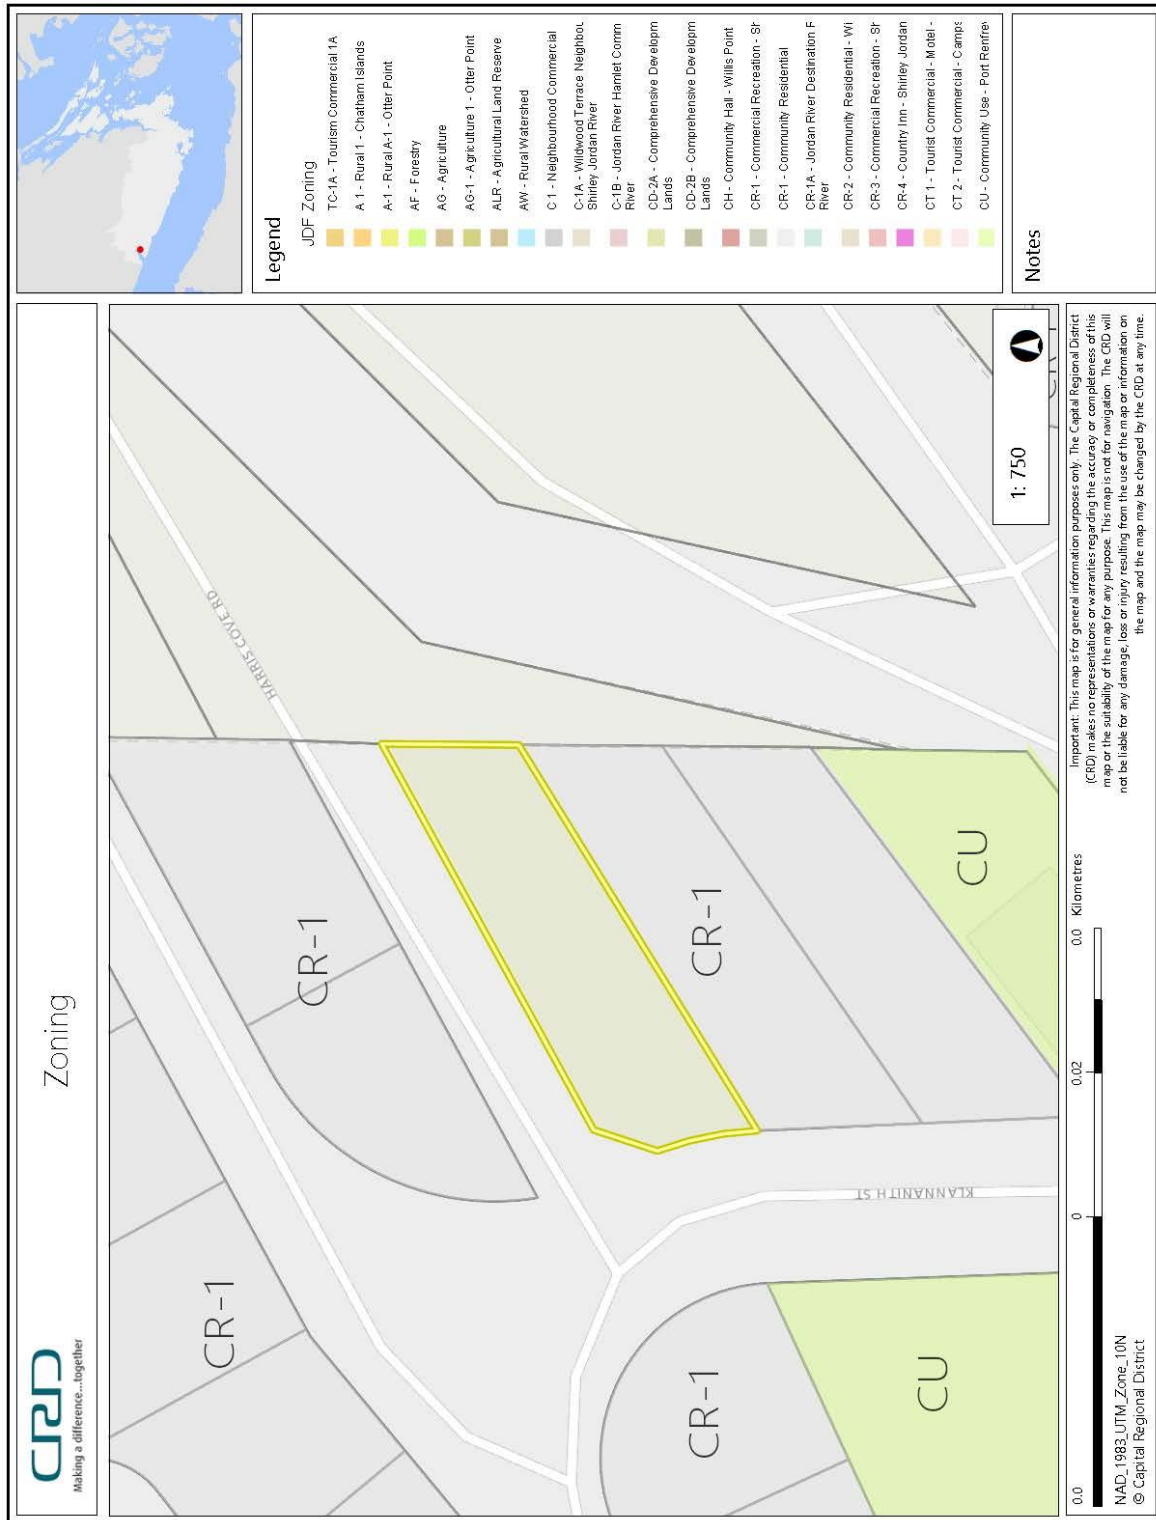 CRD
Making a difference...together
Zoning
HARRIS COVE RD
CR-1
CR-1
CR-1
CR-1
CU
CU
KLANNANITH ST
1: 750
Legend
JDF Zoning
TC-1A - Tourism Commercial 1A
A 1 - Rural 1 - Chatham Islands
A-1 - Rural A-1 - Otter Point
AF - Forestry
AG - Agriculture
AG-1 - Agriculture 1 - Otter Point
ALR - Agricultural Land Reserve
AW - Rural Watershed
C 1 - Neighbourhood Commercial
C-1A - Wildwood Terrace Neighbou
Shirley Jordan River
C-1B - Jordan River Hamlet Comm
River
CD-2A - Comprehensive Developm
Lands
CD-2B - Comprehensive Developm
Lands
CH - Community Hall - Willis Point
CR-1 - Commercial Recreation - Sh
CR-1 - Community Residential
CR-1A - Jordan River Destination F
River
CR-2 - Community Residential - Wi
CR-3 - Commercial Recreation - Sh
CR-4 - Country Inn - Shirley Jordan
CT 1 - Tourist Commercial - Motel -
CT 2 - Tourist Commercial - Camps
CU - Community Use - Port Renfrew
Notes
0.0 0 0.02 0.0 Kilometres
NAD_1983_UTM_Zone_10N
© Capital Regional District
Important: This map is for general information purposes only. The Capital Regional District
(CRD) makes no representations or warranties regarding the accuracy or completeness of this
map or the suitability of the map for any purpose. This map is not for navigation. The CRD will
not be liable for any damage, loss or injury resulting from the use of the map or information on
the map and the map may be changed by the CRD at any time.